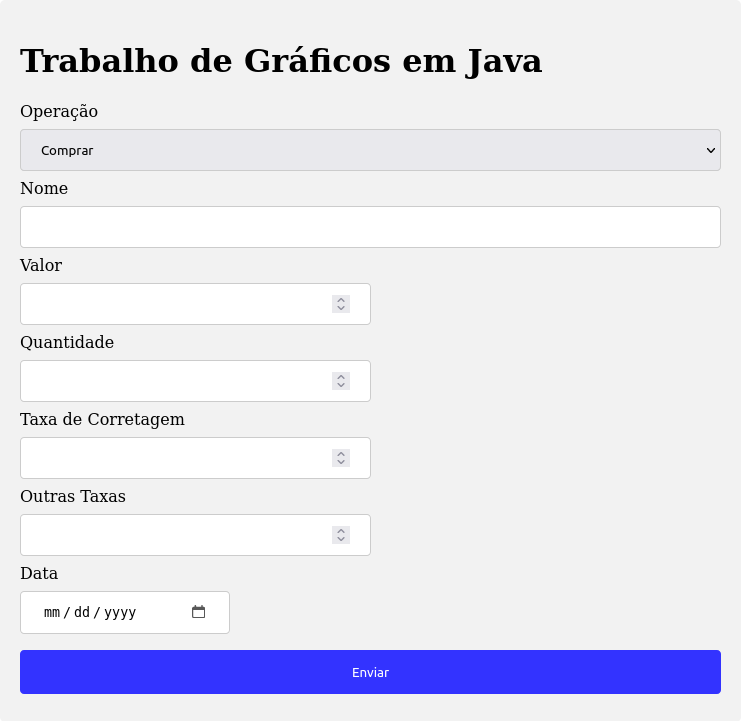 Trabalho de Gráficos em Java
Operação
Comprar
Nome
Valor
Quantidade
Taxa de Corretagem
Outras Taxas
Data
mm / dd / yyyy
Enviar